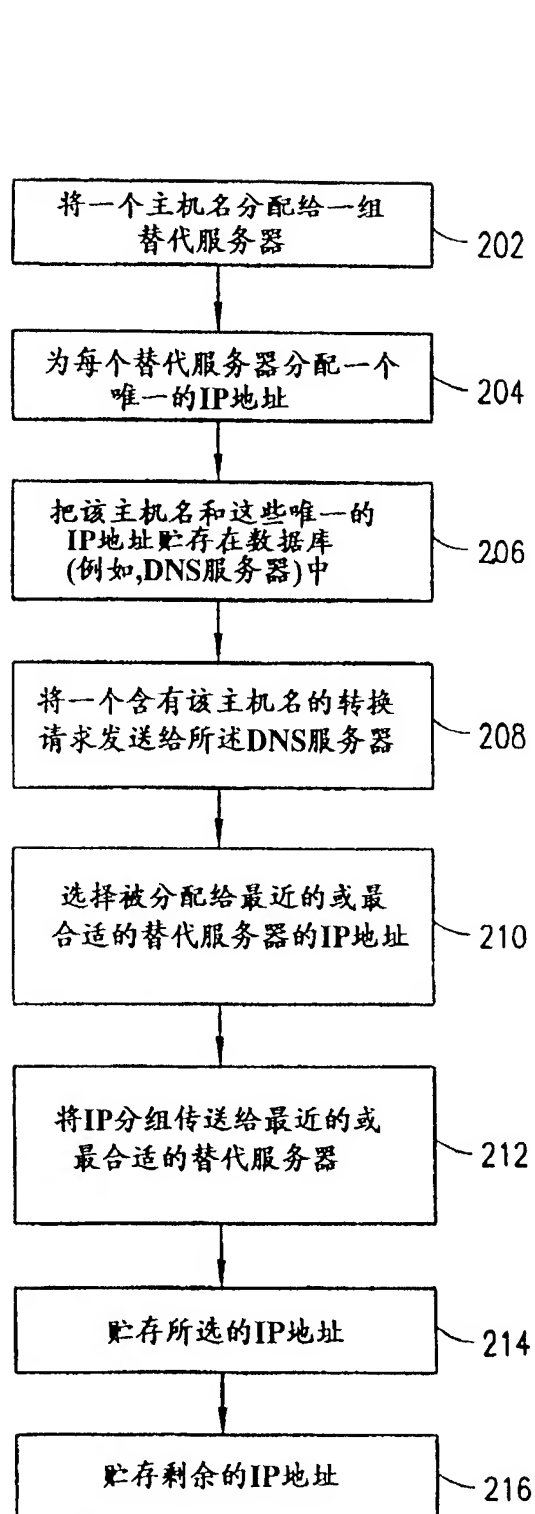 将一个主机名分配给一组
替代服务器
202
为每个替代服务器分配一个
唯一的IP地址
204
把该主机名和这些唯一的
IP地址贮存在数据库
(例如,DNS服务器)中
206
将一个含有该主机名的转换
请求发送给所述DNS服务器
208
选择被分配给最近的或最
合适的替代服务器的IP地址
210
将IP分组传送给最近的或
最合适的替代服务器
212
贮存所选的IP地址
214
贮存剩余的IP地址
216